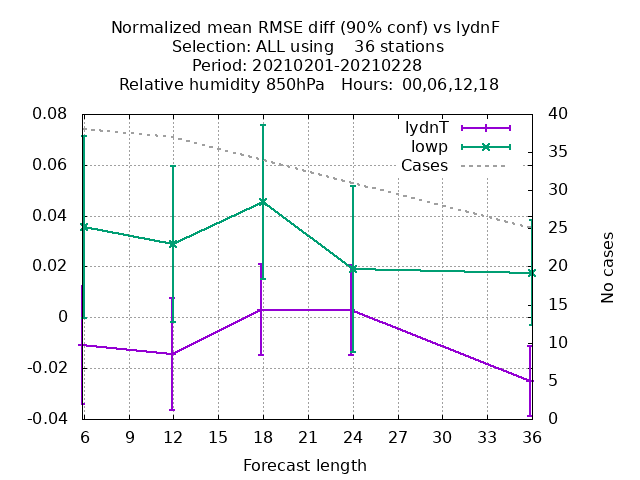 Normalized mean RMSE diff (90% conf) vs lydnF
Selection: ALL using    36 stations
Period: 20210201-20210228
Relative humidity 850hPa   Hours:  00,06,12,18
0.08
0.06
0.04
0.02
0
-0.02
-0.04
40
35
30
25
20
15
10
5
0
lydnT
lowp
Cases
No cases
6 9 12 15 18 21 24 27 30 33 36
Forecast length